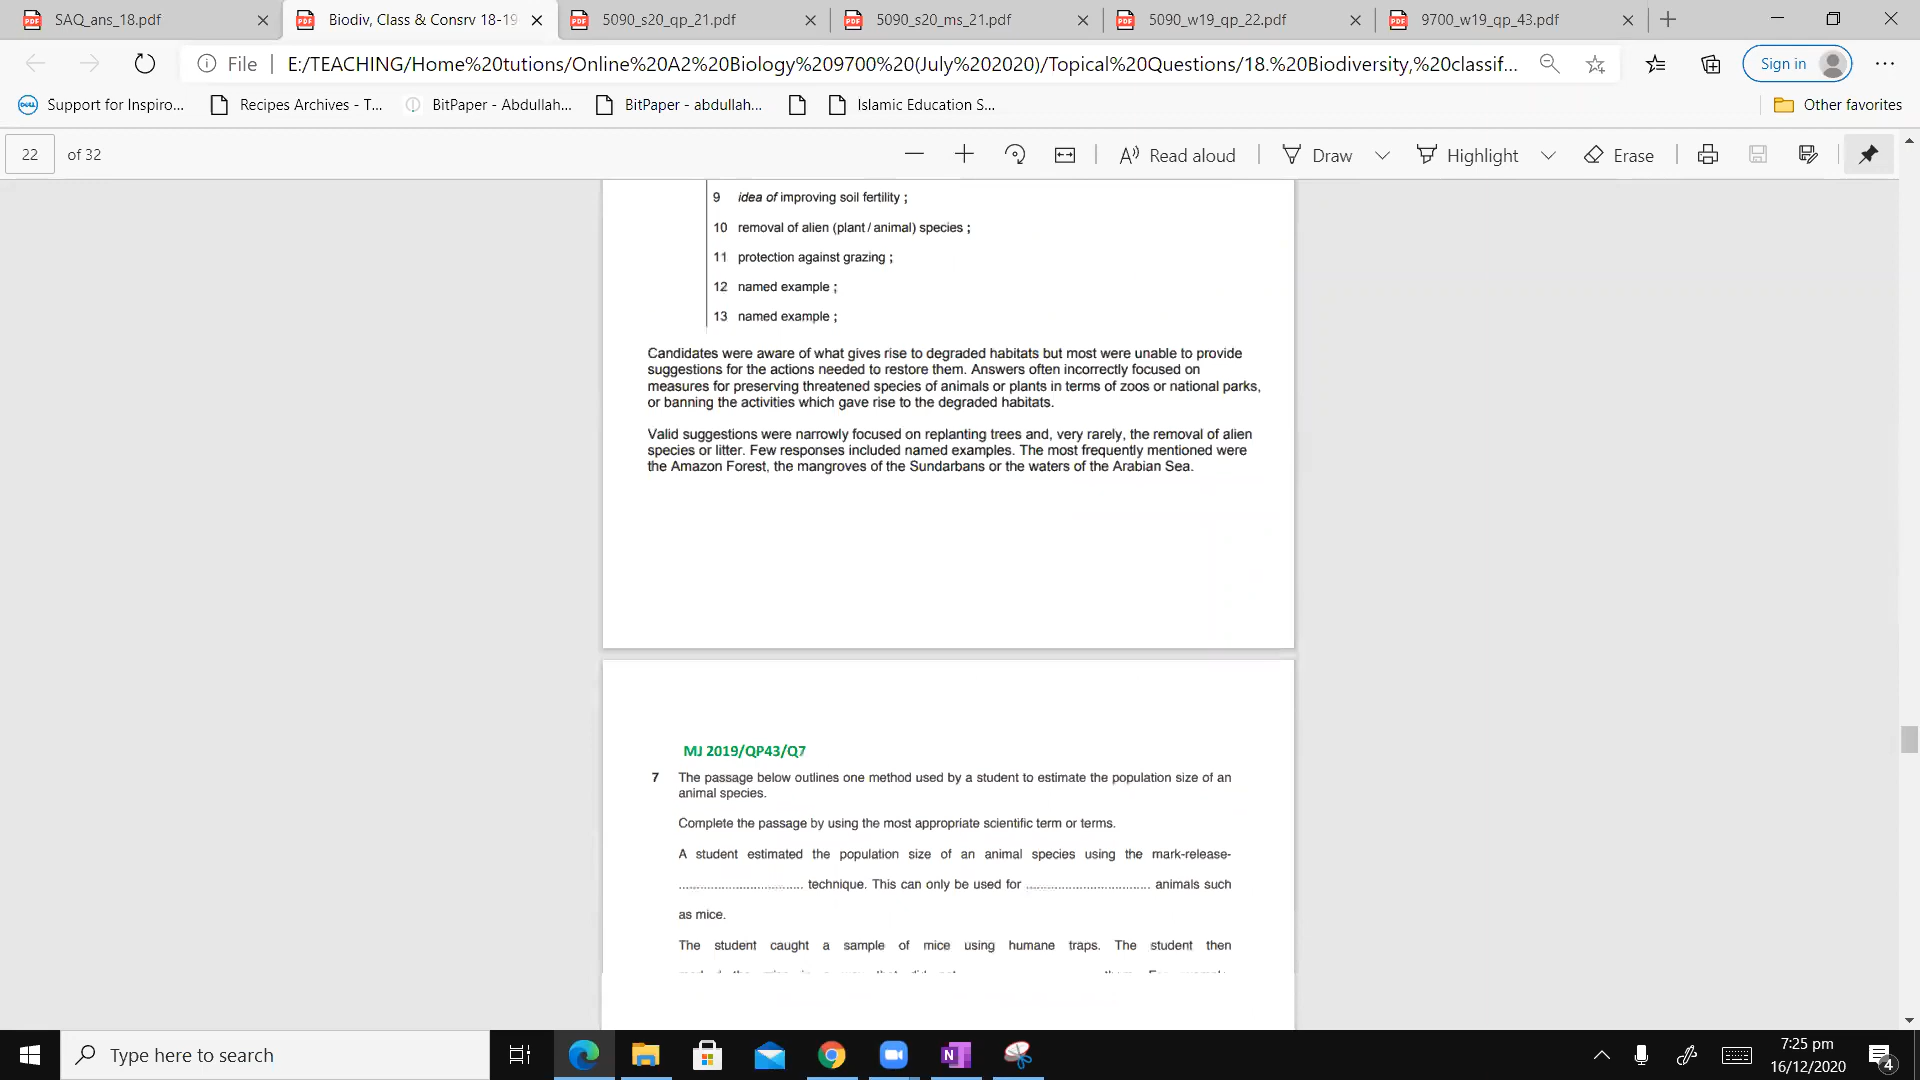 SAQ_ans_18.pdf
Biodiv, Class & Consrv 18-19
5090_s20_qp_21.pdf
5090_s20_ms_21.pdf
5090_w19_qp_22.pdf
9700_w19_qp_43.pdf
File
E:/TEACHING/Home%20tutions/Online%20A2%20Biology%209700%20(July%202020)/Topical%20Questions/18.%20Biodiversity,%20classif...
Sign in
Support for Inspiro...
Recipes Archives - T...
BitPaper - Abdullah...
BitPaper - abdullah...
Islamic Education S...
Other favorites
22 of 32
Read aloud
Draw
Highlight
Erase
9 idea of improving soil fertility ;
10 removal of alien (plant / animal) species ;
11 protection against grazing ;
12 named example ;
13 named example ;
Candidates were aware of what gives rise to degraded habitats but most were unable to provide
suggestions for the actions needed to restore them. Answers often incorrectly focused on
measures for preserving threatened species of animals or plants in terms of zoos or national parks,
or banning the activities which gave rise to the degraded habitats.
Valid suggestions were narrowly focused on replanting trees and, very rarely, the removal of alien
species or litter. Few responses included named examples. The most frequently mentioned were
the Amazon Forest, the mangroves of the Sundarbans or the waters of the Arabian Sea.
MJ 2019/QP43/Q7
7 The passage below outlines one method used by a student to estimate the population size of an
animal species.
Complete the passage by using the most appropriate scientific term or terms.
A student estimated the population size of an animal species using the mark-release-
.................................. technique. This can only be used for .................................. animals such
as mice.
The student caught a sample of mice using humane traps. The student then
Type here to search
7:25 pm
16/12/2020
4